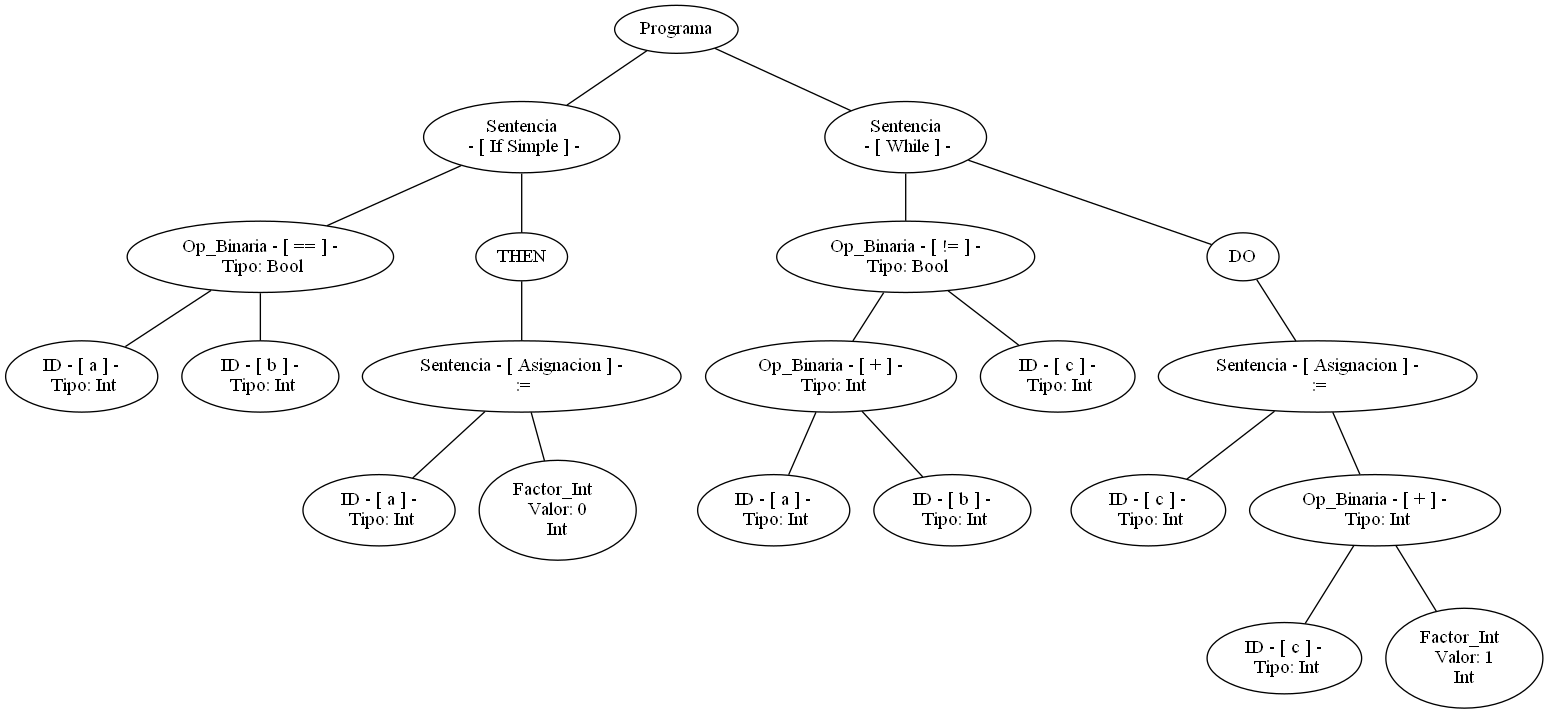 Programa
Sentencia
- [ If Simple ] -
Sentencia
- [ While ] -
Op_Binaria - [ == ] -
Tipo: Bool
THEN
Op_Binaria - [ != ] -
Tipo: Bool
DO
ID - [ a ] -
Tipo: Int
ID - [ b ] -
Tipo: Int
Sentencia - [ Asignacion ] -
:=
Op_Binaria - [ + ] -
Tipo: Int
ID - [ c ] -
Tipo: Int
Sentencia - [ Asignacion ] -
:=
ID - [ a ] -
Tipo: Int
Factor_Int
Valor: 0
Int
ID - [ a ] -
Tipo: Int
ID - [ b ] -
Tipo: Int
ID - [ c ] -
Tipo: Int
Op_Binaria - [ + ] -
Tipo: Int
ID - [ c ] -
Tipo: Int
Factor_Int
Valor: 1
Int